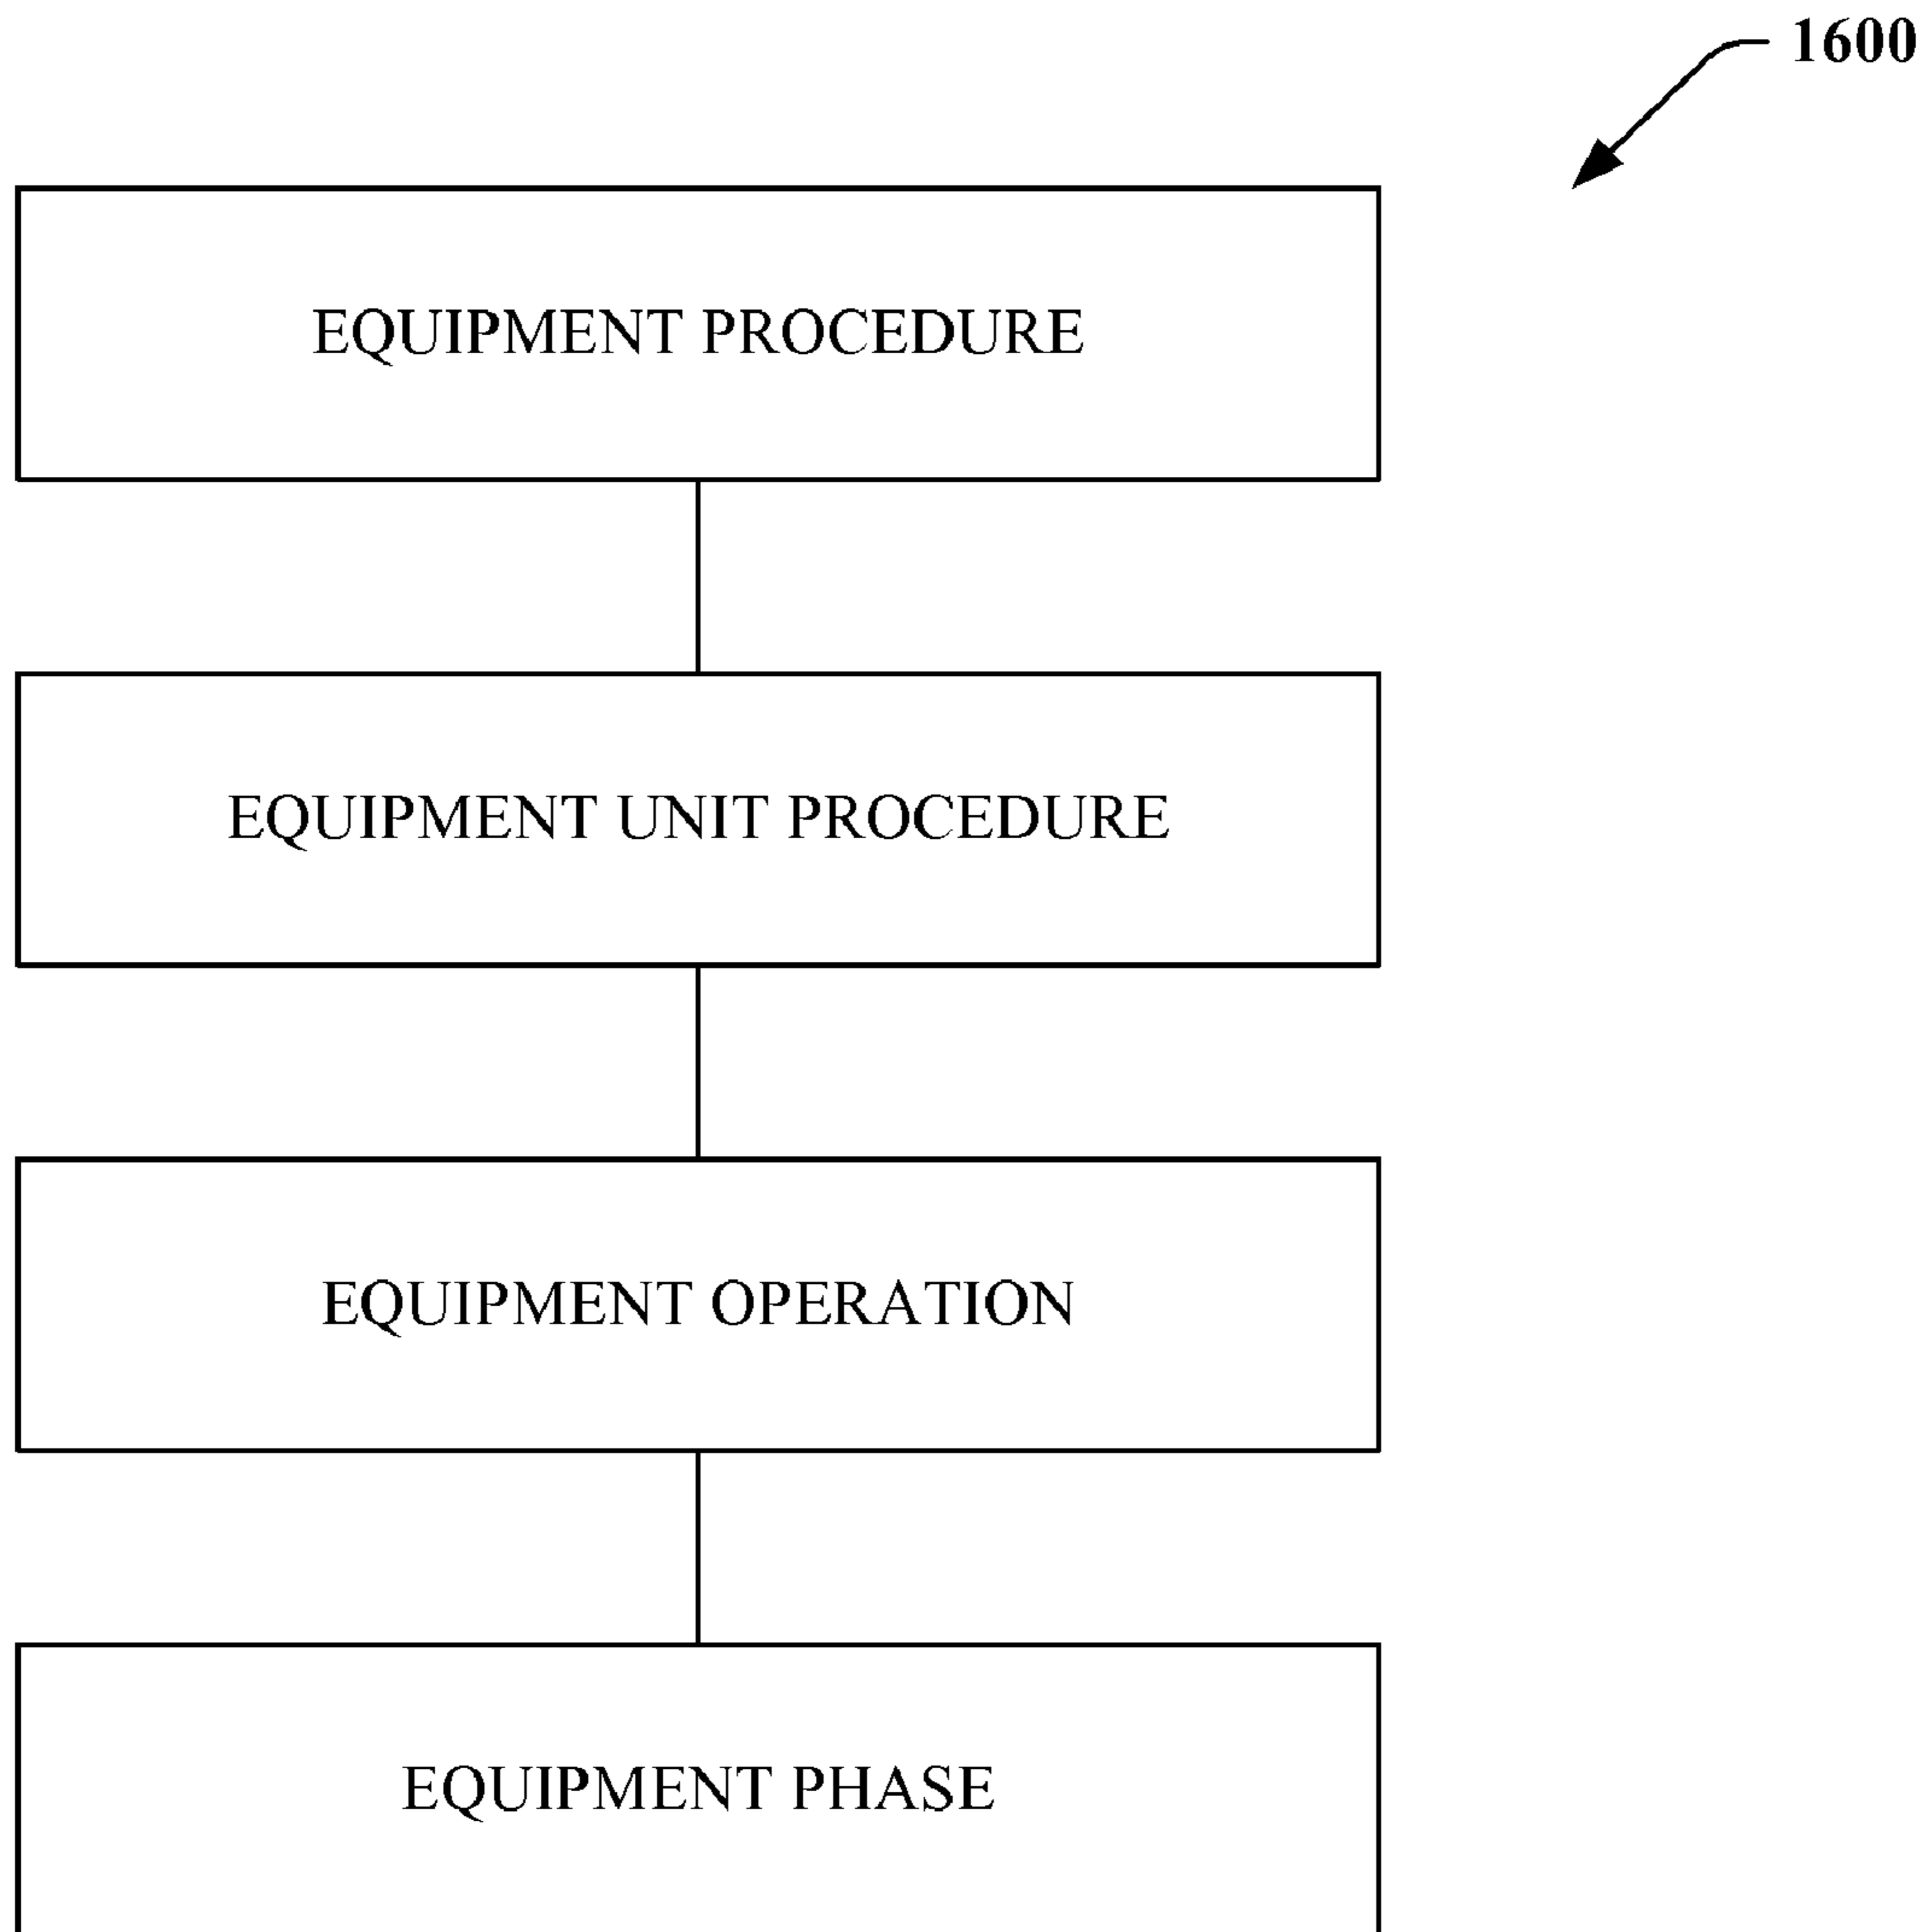 1600
EQUIPMENT PROCEDURE
EQUIPMENT UNIT PROCEDURE
EQUIPMENT OPERATION
EQUIPMENT PHASE